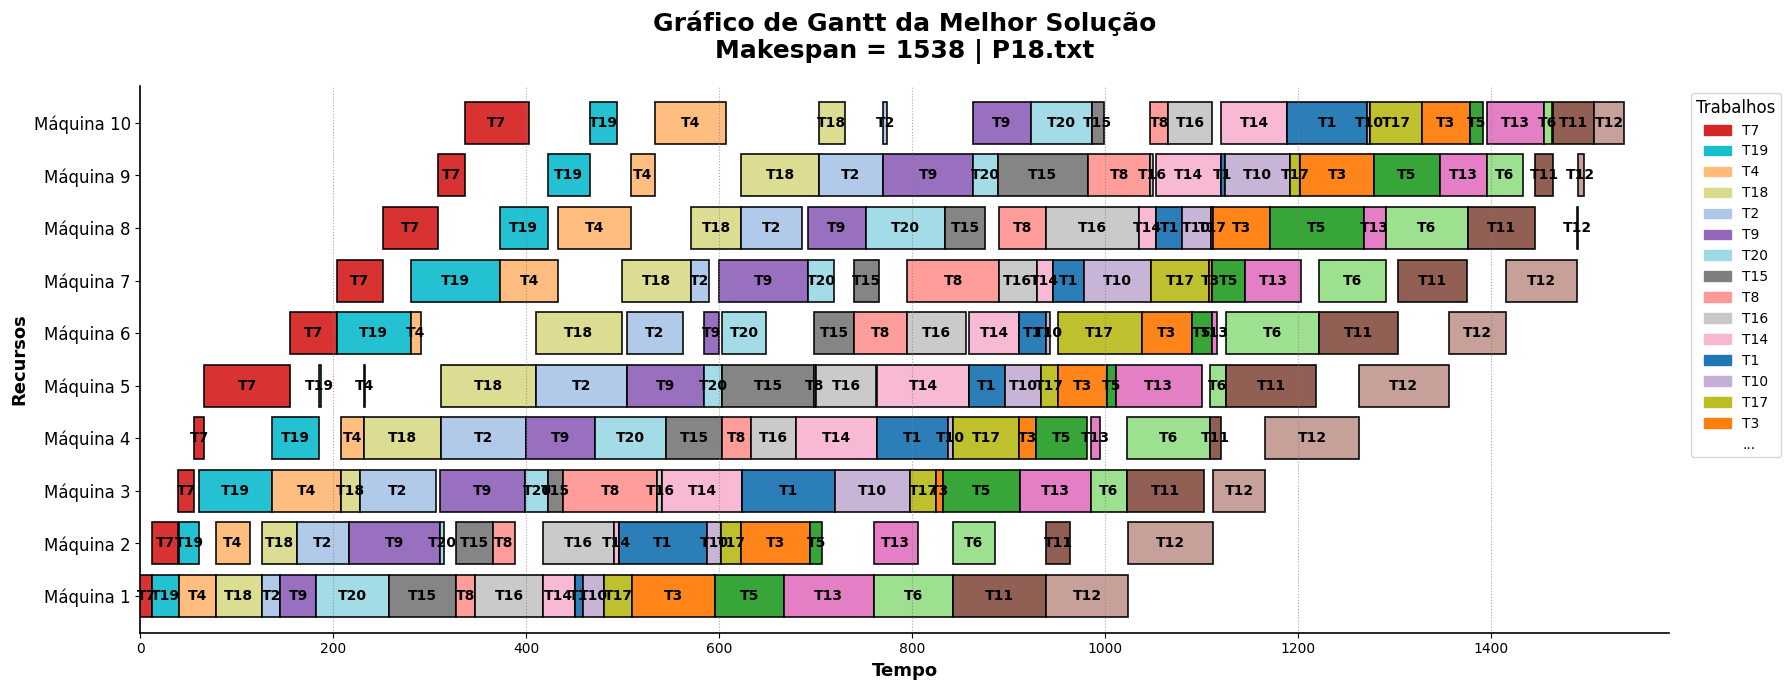 Gráfico de Gantt da Melhor Solução
Makespan = 1538 | P18.txt
Máquina 10 T7 T19 T4 T18 T2 T9 T20 T15 T8 T16 T14 T1 T10 T17 T3 T5 T13 T6 T11 T12
Máquina 9 T7 T19 T4 T18 T2 T9 T20 T15 T8 T16 T14 T1 T10 T17 T3 T5 T13 T6 T11 T12
Máquina 8 T7 T19 T4 T18 T2 T9 T20 T15 T8 T16 T14 T1 T10 T17 T3 T5 T13 T6 T11 T12
Máquina 7 T7 T19 T4 T18 T2 T9 T20 T15 T8 T16 T14 T1 T10 T17 T3 T5 T13 T6 T11 T12
Máquina 6 T7 T19 T4 T18 T2 T9 T20 T15 T8 T16 T14 T1 T10 T17 T3 T5 T13 T6 T11 T12
Máquina 5 T7 T19 T4 T18 T2 T9 T20 T15 T8 T16 T14 T1 T10 T17 T3 T5 T13 T6 T11 T12
Máquina 4 T7 T19 T4 T18 T2 T9 T20 T15 T8 T16 T14 T1 T10 T17 T3 T5 T13 T6 T11 T12
Máquina 3 T7 T19 T4 T18 T2 T9 T20 T15 T8 T16 T14 T1 T10 T17 T3 T5 T13 T6 T11 T12
Máquina 2 T7 T19 T4 T18 T2 T9 T20 T15 T8 T16 T14 T1 T10 T17 T3 T5 T13 T6 T11 T12
Máquina 1 T7 T19 T4 T18 T2 T9 T20 T15 T8 T16 T14 T1 T10 T17 T3 T5 T13 T6 T11 T12
Recursos
0 200 400 600 800 1000 1200 1400
Tempo
Trabalhos
T7
T19
T4
T18
T2
T9
T20
T15
T8
T16
T14
T1
T10
T17
T3
...